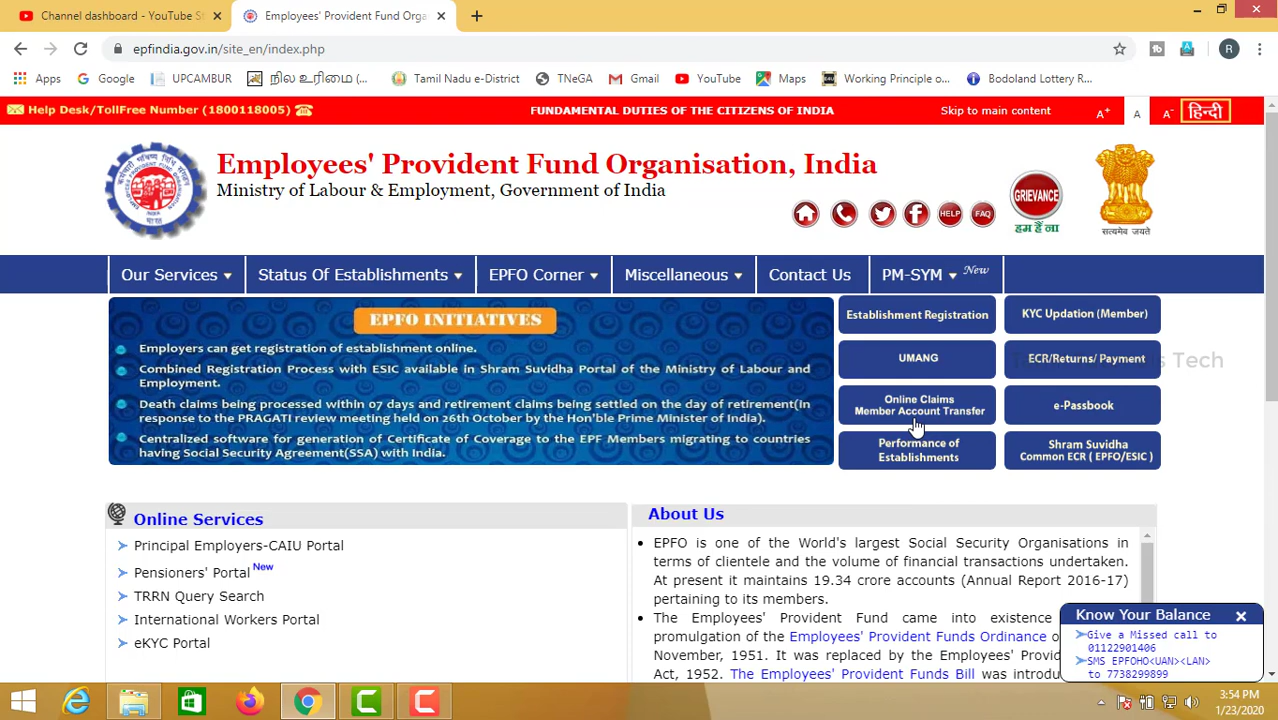 Channel dashboard - YouTube St
Employees' Provident Fund Orga
epfindia.gov.in/site_en/index.php
R
Apps
Google
UPCAMBUR
நில உரிமை (...
Tamil Nadu e-District
TNeGA
Gmail
YouTube
Maps
Working Principle o...
Bodoland Lottery R...
Help Desk/TollFree Number (1800118005)
FUNDAMENTAL DUTIES OF THE CITIZENS OF INDIA
Skip to main content
A+
A
A-
हिन्दी
Employees' Provident Fund Organisation, India
Ministry of Labour & Employment, Government of India
HELP
FAQ
GRIEVANCE
हम हैं ना
सत्यमेव जयते
Our Services
Status Of Establishments
EPFO Corner
Miscellaneous
Contact Us
PM-SYM New
EPFO INITIATIVES
Employers can get registration of establishment online.
Combined Registration Process with ESIC available in Shram Suvidha Portal of the Ministry of Labour and
Employment.
Death claims being processed within 07 days and retirement claims being settled on the day of retirement(in
response to the PRAGATI review meeting held on 26th October by the Hon'ble Prime Minister of India).
Centralized software for generation of Certificate of Coverage to the EPF Members migrating to countries
having Social Security Agreement(SSA) with India.
Establishment Registration
KYC Updation (Member)
UMANG
ECR/Returns/ Payment
Tech
Online Claims
Member Account Transfer
e-Passbook
Performance of
Establishments
Shram Suvidha
Common ECR ( EPFO/ESIC )
Online Services
Principal Employers-CAIU Portal
Pensioners' Portal New
TRRN Query Search
International Workers Portal
eKYC Portal
About Us
EPFO is one of the World's largest Social Security Organisations in
terms of clientele and the volume of financial transactions undertaken.
At present it maintains 19.34 crore accounts (Annual Report 2016-17)
pertaining to its members.
The Employees' Provident Fund came into existence
promulgation of the Employees' Provident Funds Ordinance o
November, 1951. It was replaced by the Employees' Provid
Act, 1952. The Employees' Provident Funds Bill was introdu
Know Your Balance
Give a Missed call to
01122901406
SMS EPFOHO<UAN><LAN>
to 7738299899
3:54 PM
1/23/2020